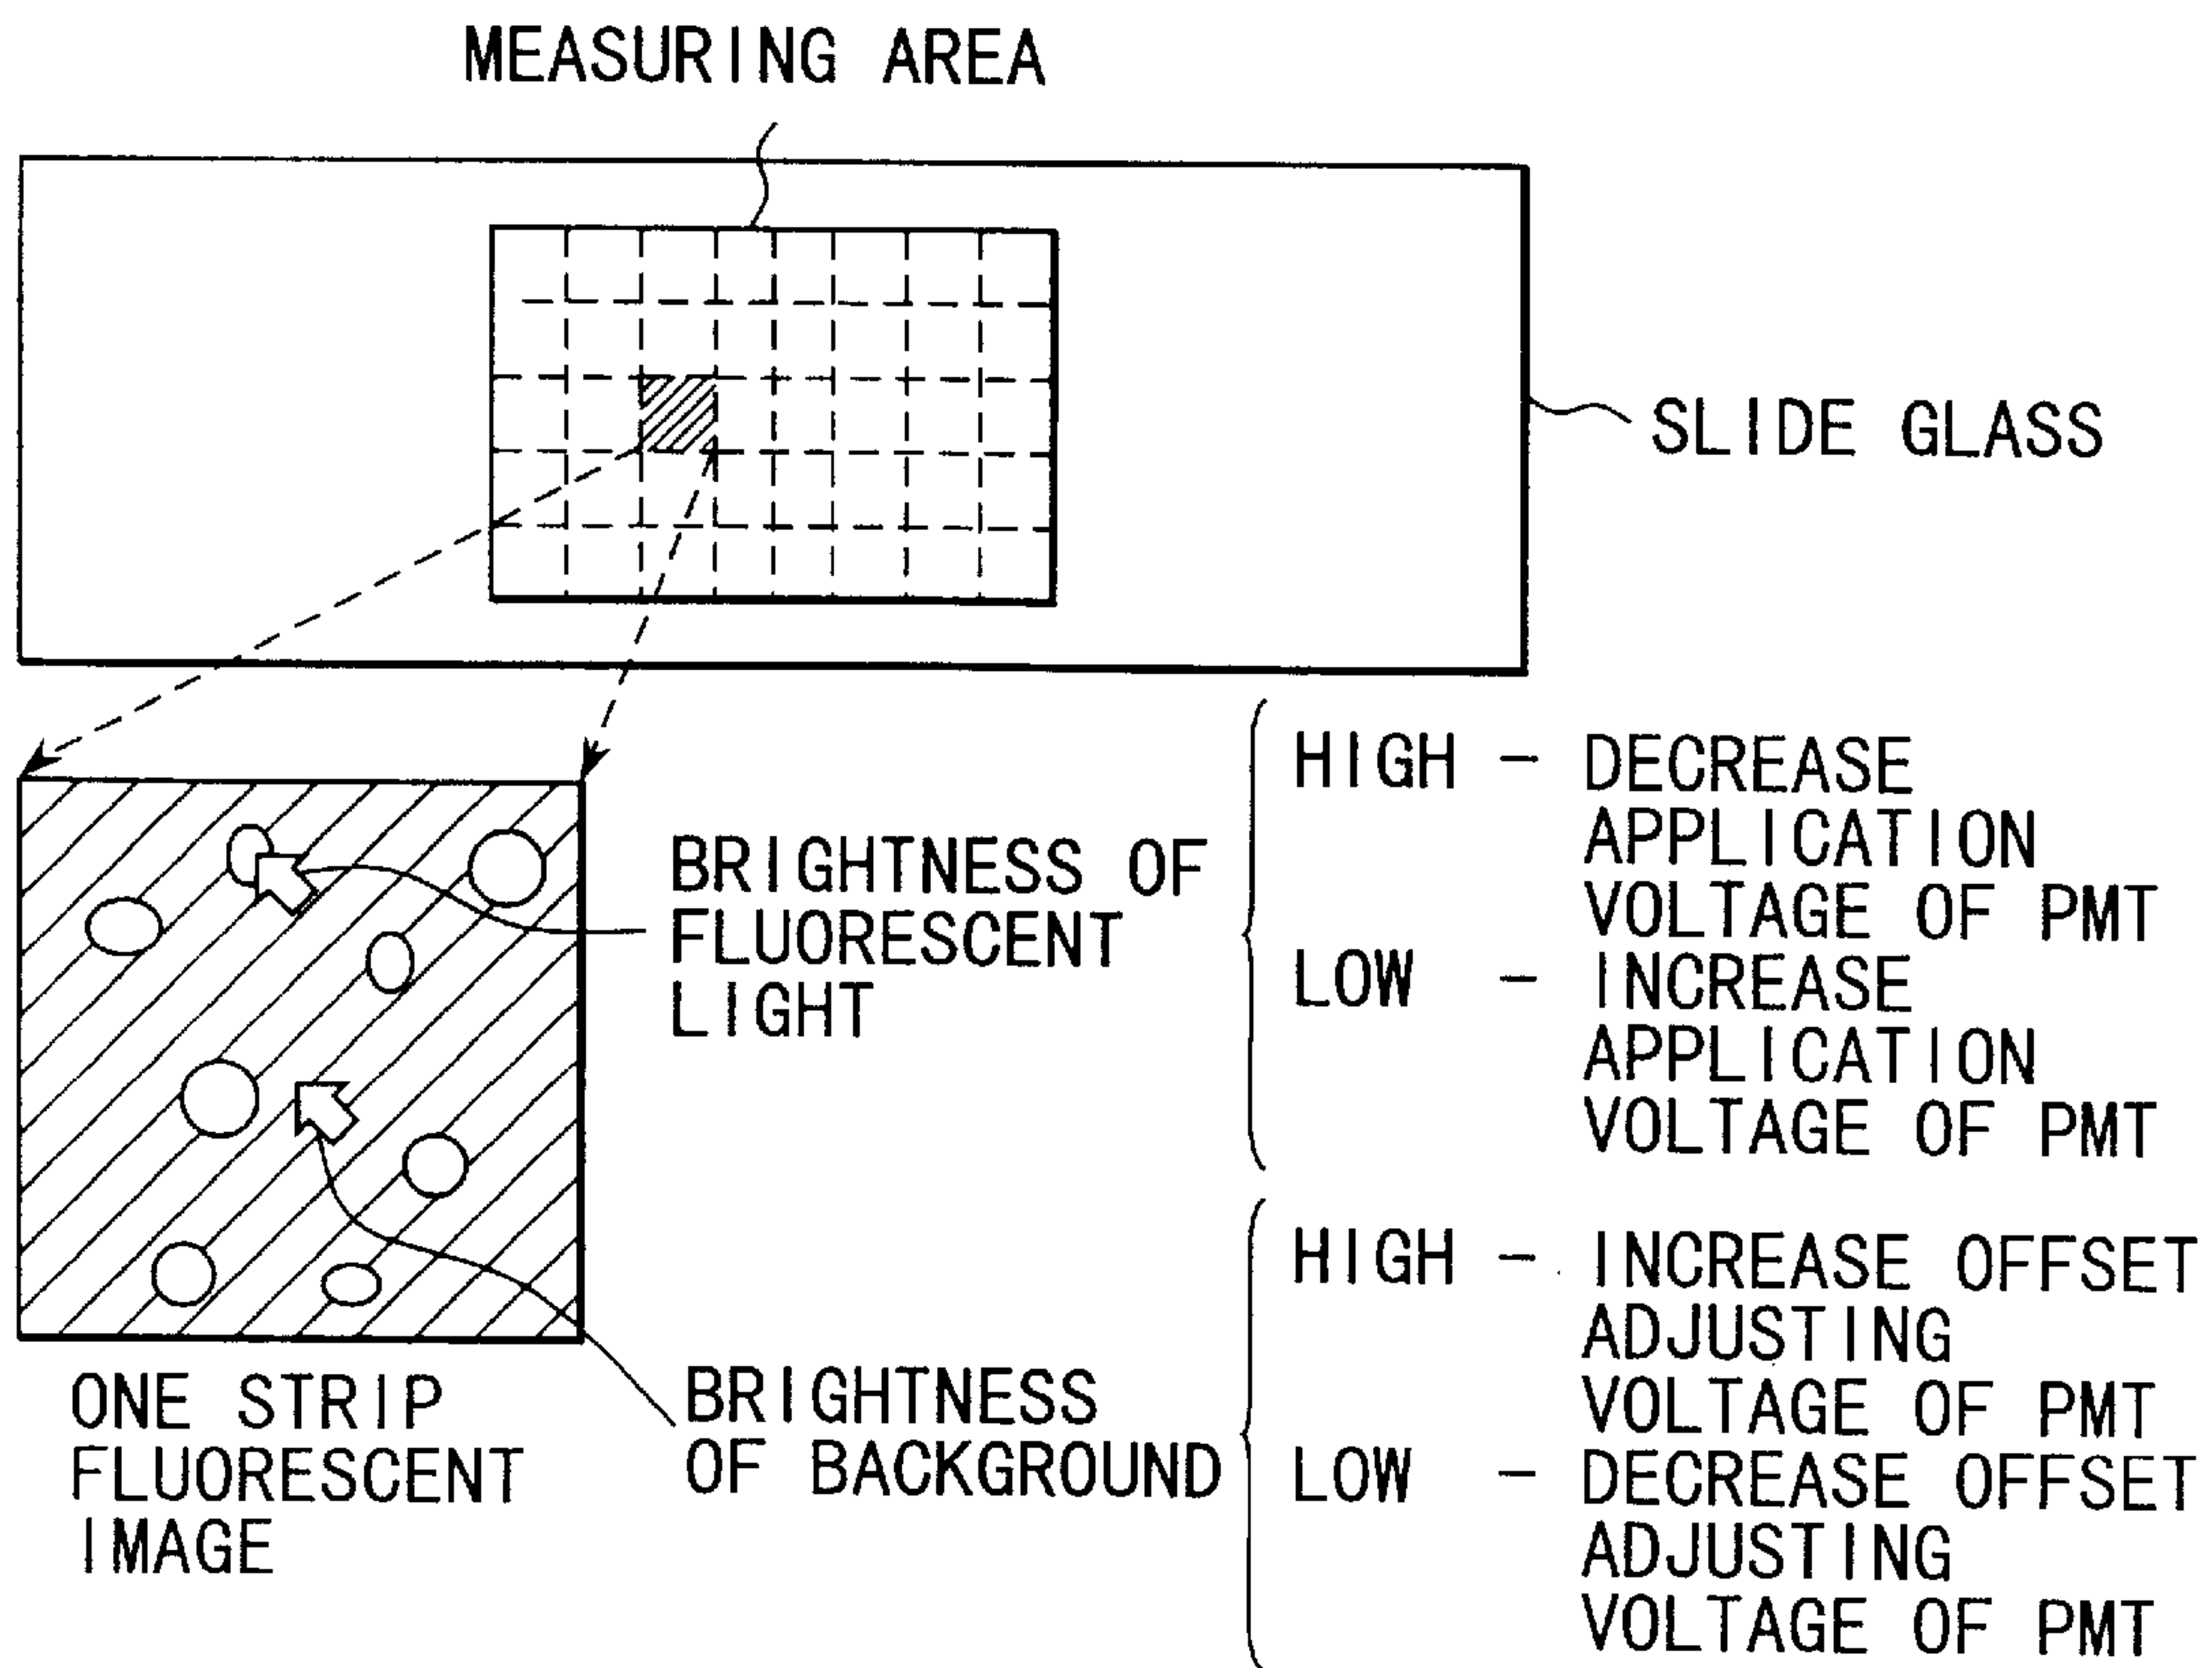 MEASURING AREA
SLIDE GLASS
BRIGHTNESS OF
FLUORESCENT
LIGHT
HIGH - DECREASE
APPLICATION
VOLTAGE OF PMT
LOW - INCREASE
APPLICATION
VOLTAGE OF PMT
BRIGHTNESS
OF BACKGROUND
HIGH - INCREASE OFFSET
ADJUSTING
VOLTAGE OF PMT
LOW - DECREASE OFFSET
ADJUSTING
VOLTAGE OF PMT
ONE STRIP
FLUORESCENT
IMAGE